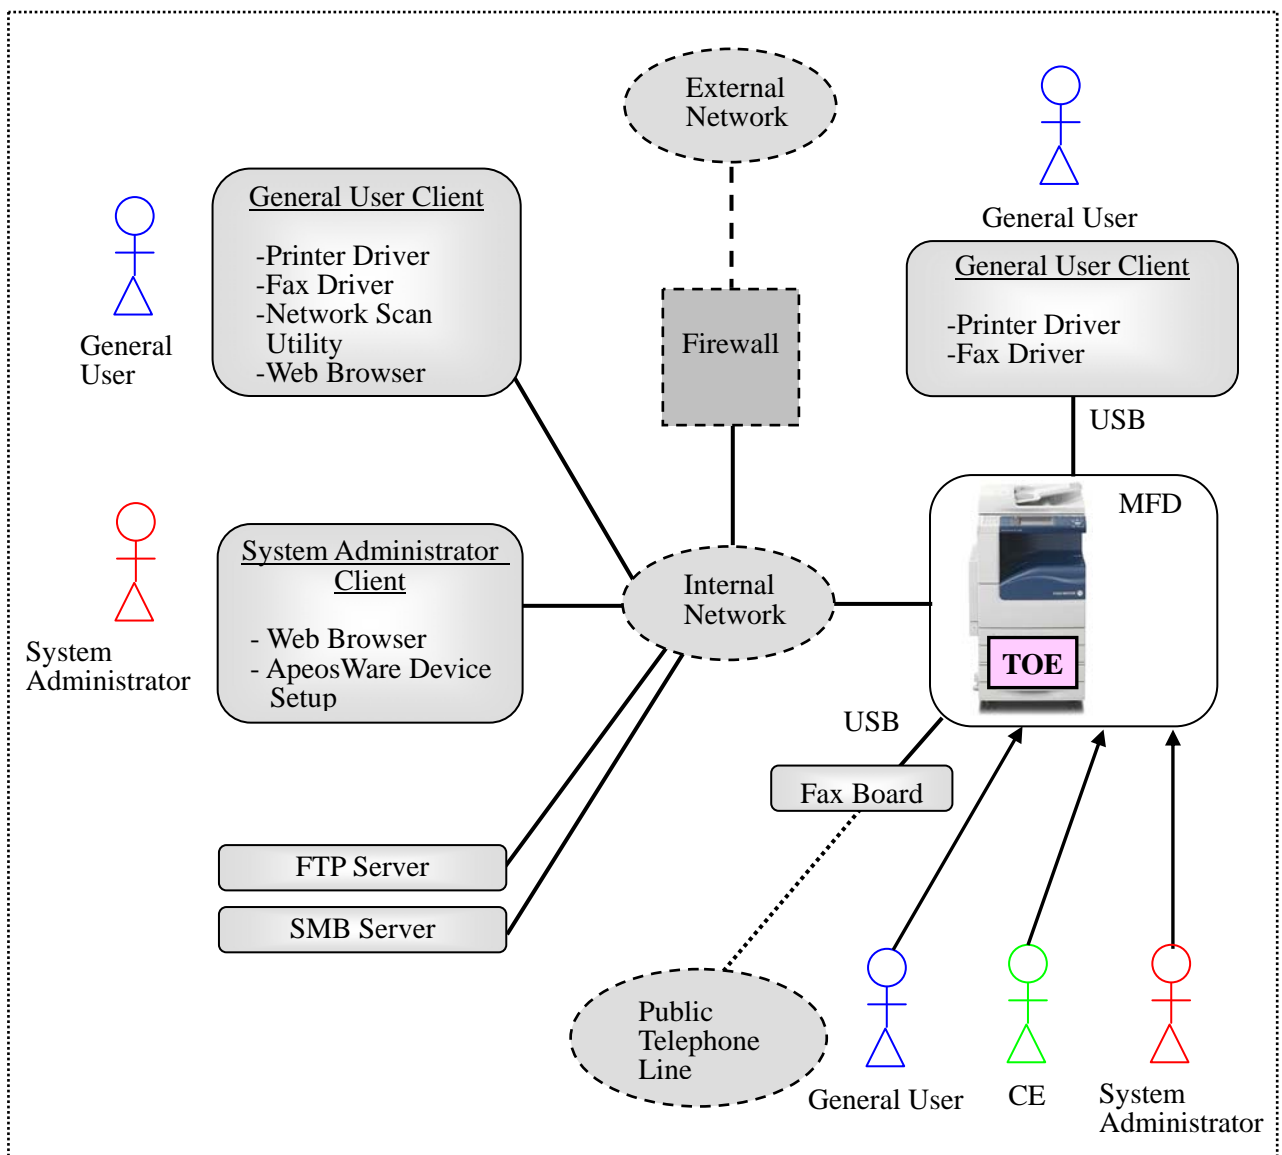 External
Network
General User
General User Client
-Printer Driver
-Fax Driver
-Network Scan
Utility
-Web Browser
General
User
Firewall
General User Client
-Printer Driver
-Fax Driver
USB
MFD
TOE
System Administrator
Client
- Web Browser
- ApeosWare Device
Setup
System
Administrator
Internal
Network
USB
Fax Board
FTP Server
SMB Server
Public
Telephone
Line
General User
CE
System
Administrator